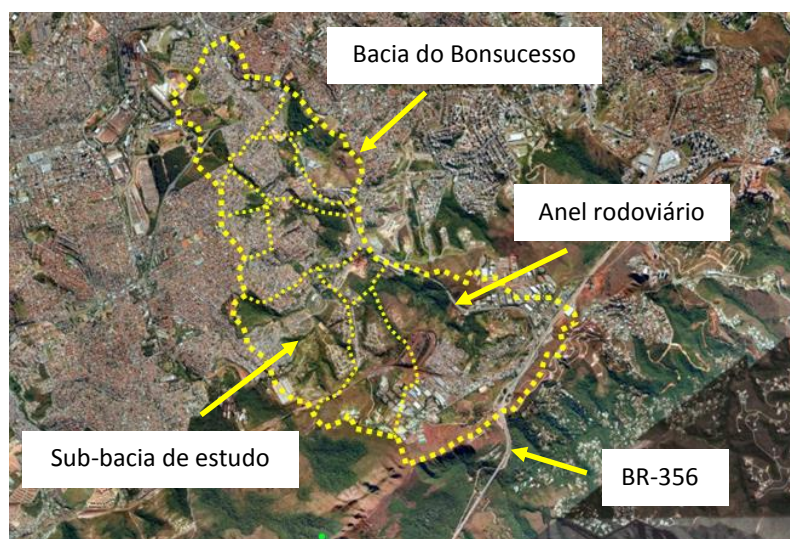 Bacia do Bonsucesso
Anel rodoviário
Sub-bacia de estudo
BR-356